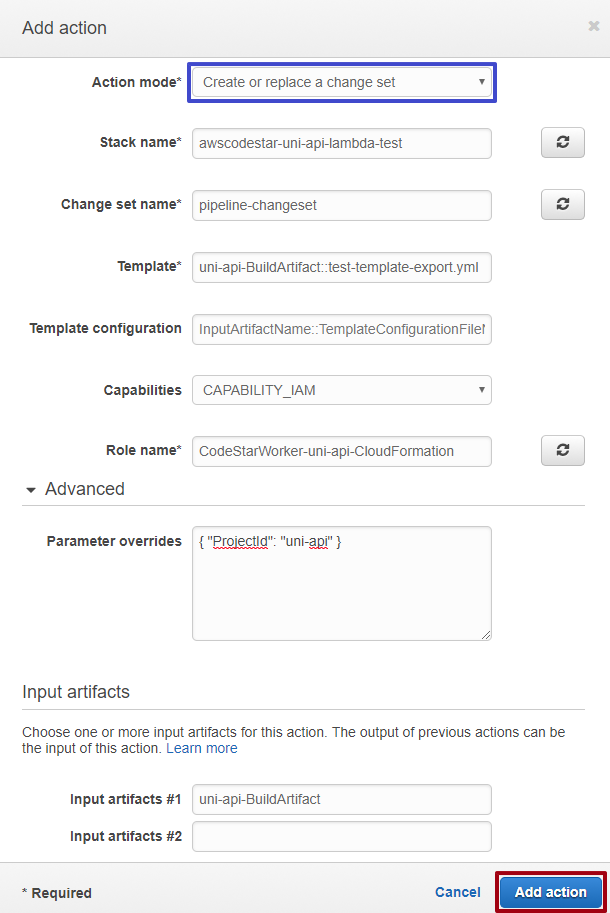 Add action
Action mode* Create or replace a change set
Stack name* awscodestar-uni-api-lambda-test
Change set name* pipeline-changeset
Template* uni-api-BuildArtifact::test-template-export.yml
Template configuration InputArtifactName::TemplateConfigurationFileN
Capabilities CAPABILITY_IAM
Role name* CodeStarWorker-uni-api-CloudFormation
Advanced
Parameter overrides { "ProjectId": "uni-api" }
Input artifacts
Choose one or more input artifacts for this action. The output of previous actions can be
the input of this action. Learn more
Input artifacts #1 uni-api-BuildArtifact
Input artifacts #2
* Required Cancel Add action